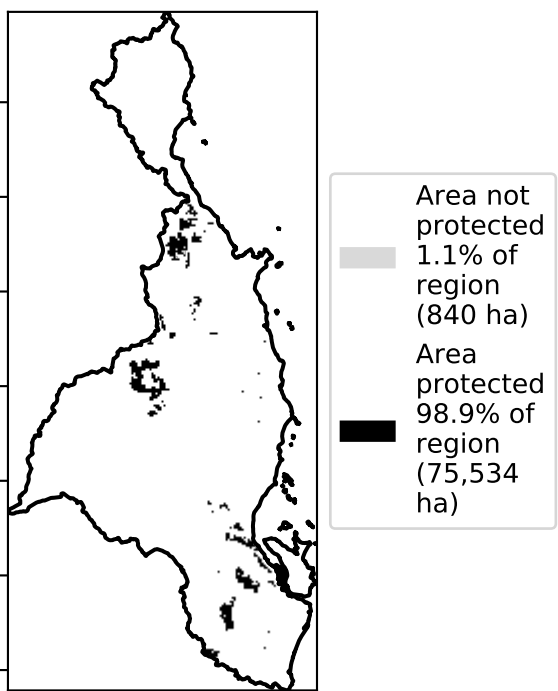 Area not
protected
1.1% of
region
(840 ha)
Area
protected
98.9% of
region
(75,534
ha)